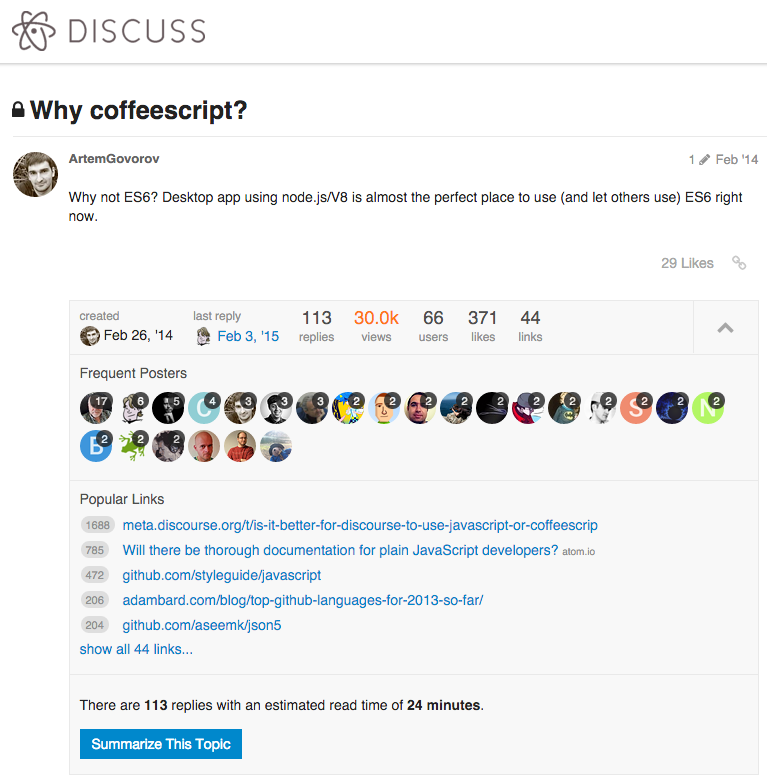 DISCUSS
Why coffeescript?
ArtemGovorov
1 Feb '14
Why not ES6? Desktop app using node.js/V8 is almost the perfect place to use (and let others use) ES6 right
now.
29 Likes
created last reply 113 30.0k 66 371 44
Feb 26, '14 Feb 3, '15 replies views users likes links
Frequent Posters
17 6 5 4 3 3 3 2 2 2 2 2 2 2 2 2 2 2
2 2 2
Popular Links
1688 meta.discourse.org/t/is-it-better-for-discourse-to-use-javascript-or-coffeescrip
785 Will there be thorough documentation for plain JavaScript developers? atom.io
472 github.com/styleguide/javascript
206 adambard.com/blog/top-github-languages-for-2013-so-far/
204 github.com/aseemk/json5
show all 44 links...
There are 113 replies with an estimated read time of 24 minutes.
Summarize This Topic